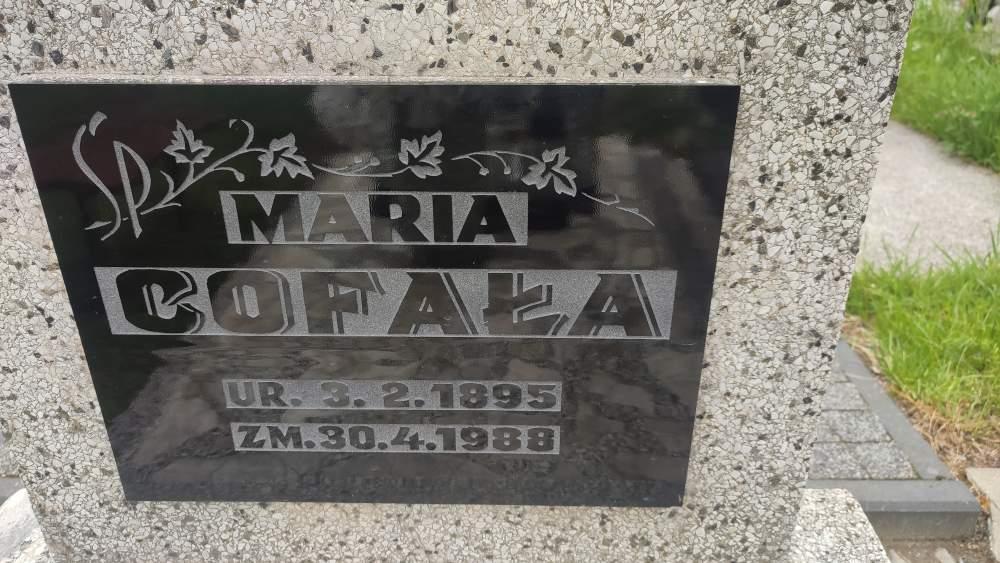 ŚP
MARIA
COFAŁA
UR. 3. 2. 1895
ZM. 30. 4. 1988